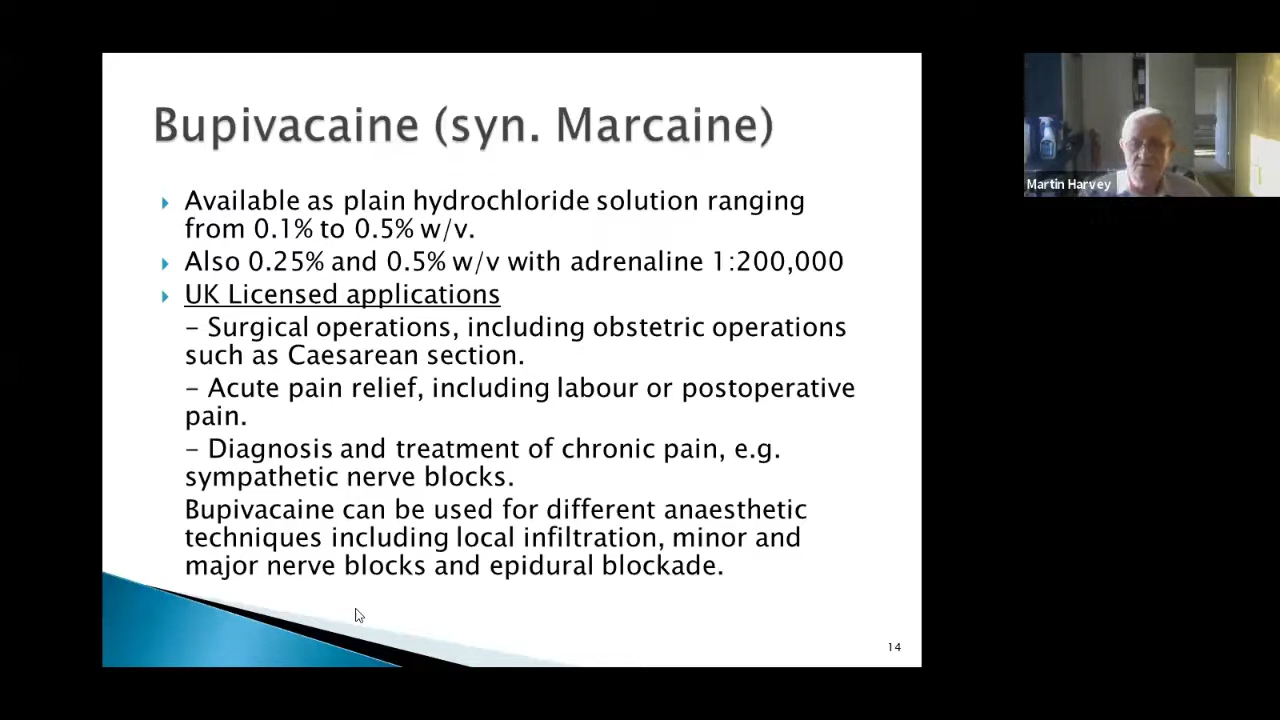 Bupivacaine (syn. Marcaine)
Available as plain hydrochloride solution ranging
from 0.1% to 0.5% w/v.
Also 0.25% and 0.5% w/v with adrenaline 1:200,000
UK Licensed applications
– Surgical operations, including obstetric operations
such as Caesarean section.
– Acute pain relief, including labour or postoperative
pain.
– Diagnosis and treatment of chronic pain, e.g.
sympathetic nerve blocks.
Bupivacaine can be used for different anaesthetic
techniques including local infiltration, minor and
major nerve blocks and epidural blockade.
14
Martin Harvey